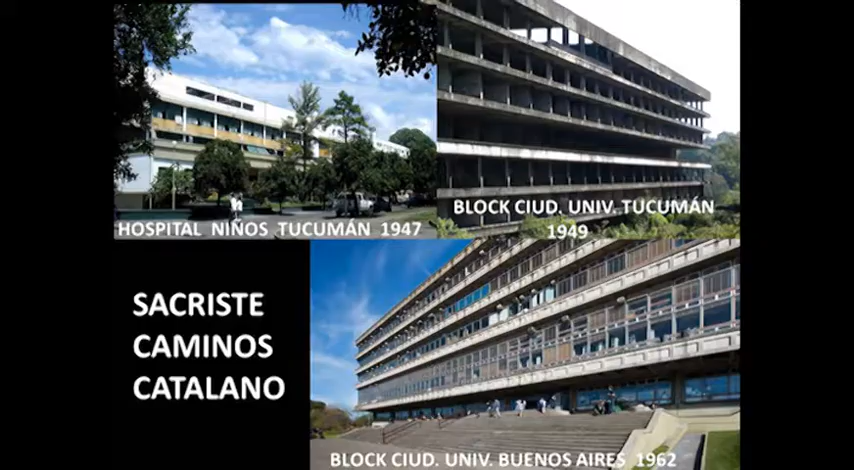 HOSPITAL NIÑOS TUCUMÁN 1947
BLOCK CIUD. UNIV. TUCUMÁN
1949
SACRISTE
CAMINOS
CATALANO
BLOCK CIUD. UNIV. BUENOS AIRES 1962